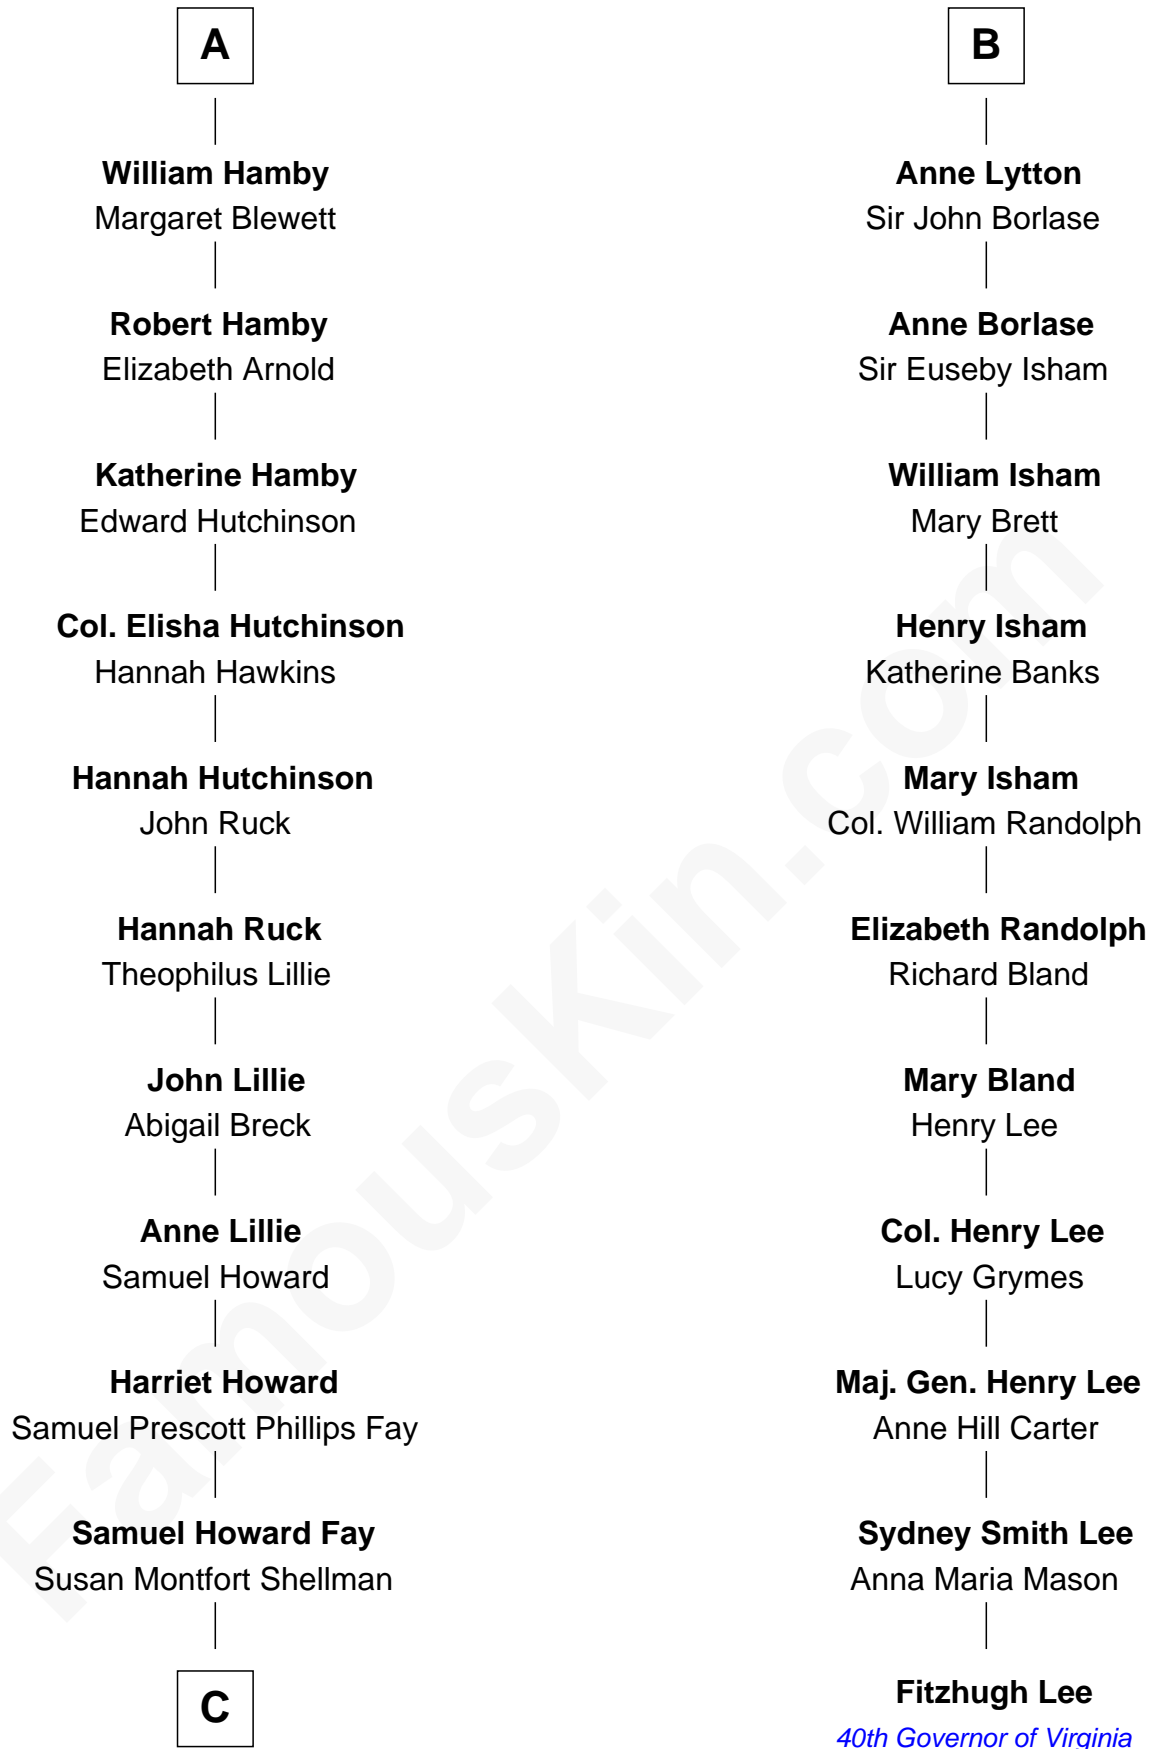 A
William Hamby
Margaret Blewett
Robert Hamby
Elizabeth Arnold
Katherine Hamby
Edward Hutchinson
Col. Elisha Hutchinson
Hannah Hawkins
Hannah Hutchinson
John Ruck
Hannah Ruck
Theophilus Lillie
John Lillie
Abigail Breck
Anne Lillie
Samuel Howard
Harriet Howard
Samuel Prescott Phillips Fay
Samuel Howard Fay
Susan Montfort Shellman
C
B
Anne Lytton
Sir John Borlase
Anne Borlase
Sir Euseby Isham
William Isham
Mary Brett
Henry Isham
Katherine Banks
Mary Isham
Col. William Randolph
Elizabeth Randolph
Richard Bland
Mary Bland
Henry Lee
Col. Henry Lee
Lucy Grymes
Maj. Gen. Henry Lee
Anne Hill Carter
Sydney Smith Lee
Anna Maria Mason
Fitzhugh Lee
40th Governor of Virginia
FamousKin.com